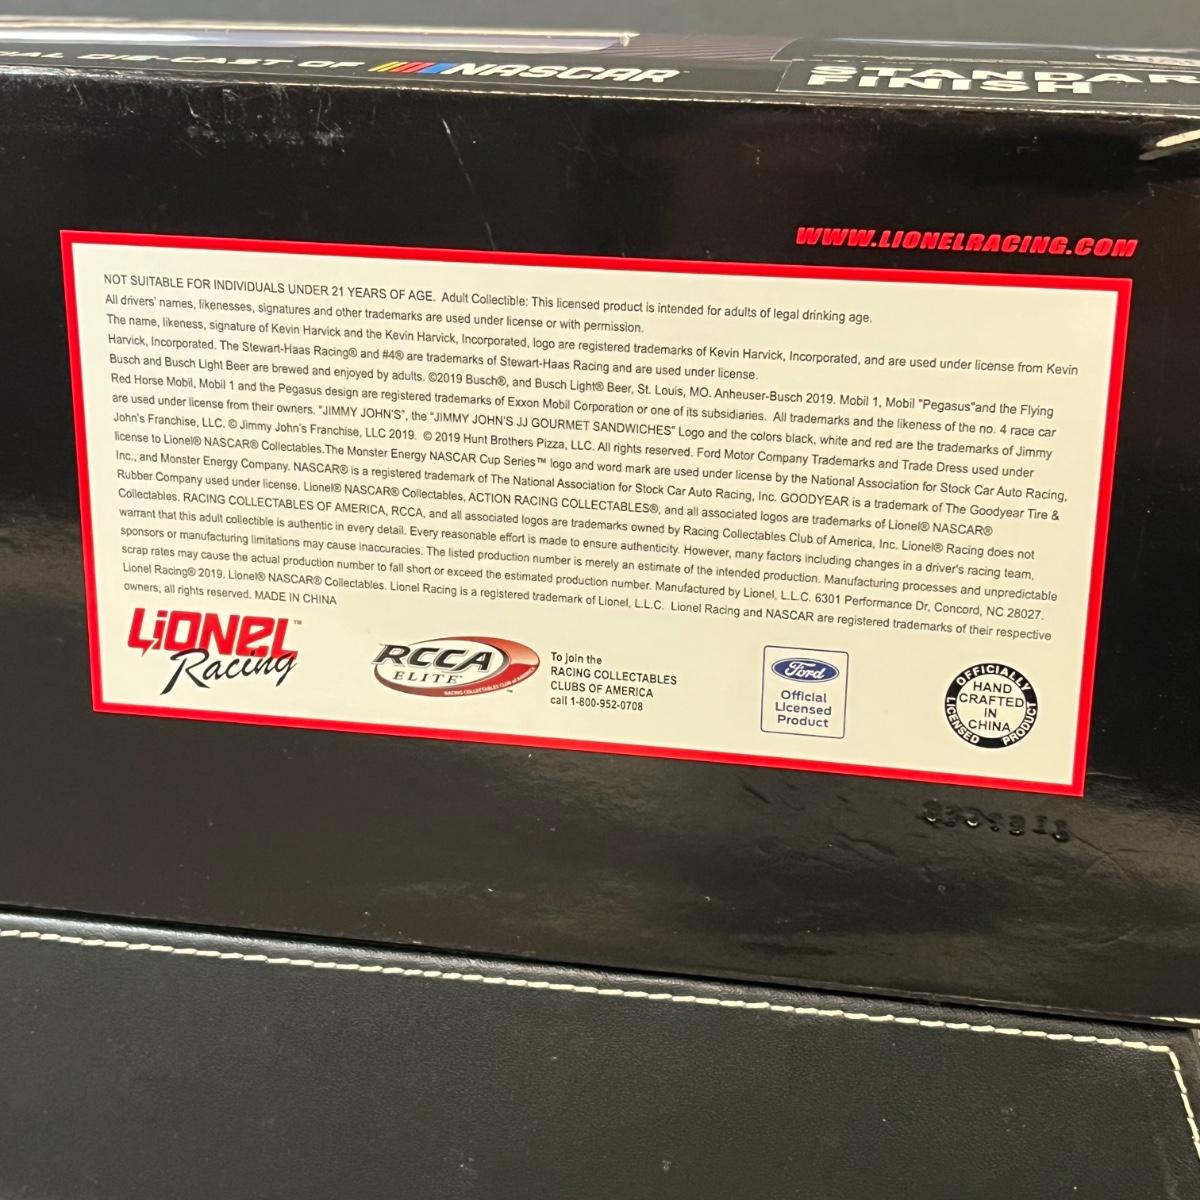 DIE-CAST OF NASCAR
STANDAR
FINISH
WWW.LIONELRACING.COM
NOT SUITABLE FOR INDIVIDUALS UNDER 21 YEARS OF AGE. Adult Collectible: This licensed product is intended for adults of legal drinking age.
All drivers' names, likenesses, signatures and other trademarks are used under license or with permission.
The name, likeness, signature of Kevin Harvick and the Kevin Harvick, Incorporated, logo are registered trademarks of Kevin Harvick, Incorporated, and are used under license from Kevin
Harvick, Incorporated. The Stewart-Haas Racing® and #4® are trademarks of Stewart-Haas Racing and are used under license.
Busch and Busch Light Beer are brewed and enjoyed by adults. ©2019 Busch®, and Busch Light® Beer, St. Louis, MO. Anheuser-Busch 2019. Mobil 1, Mobil "Pegasus"and the Flying
Red Horse Mobil, Mobil 1 and the Pegasus design are registered trademarks of Exxon Mobil Corporation or one of its subsidiaries. All trademarks and the likeness of the no. 4 race car
are used under license from their owners. "JIMMY JOHN'S", the "JIMMY JOHN'S JJ GOURMET SANDWICHES" Logo and the colors black, white and red are the trademarks of Jimmy
John's Franchise, LLC. © Jimmy John's Franchise, LLC 2019. © 2019 Hunt Brothers Pizza, LLC. All rights reserved. Ford Motor Company Trademarks and Trade Dress used under
license to Lionel® NASCAR® Collectables.The Monster Energy NASCAR Cup Series™ logo and word mark are used under license by the National Association for Stock Car Auto Racing,
Inc., and Monster Energy Company. NASCAR® is a registered trademark of The National Association for Stock Car Auto Racing, Inc. GOODYEAR is a trademark of The Goodyear Tire &
Rubber Company used under license. Lionel® NASCAR® Collectables, ACTION RACING COLLECTABLES®, and all associated logos are trademarks of Lionel® NASCAR®
Collectables. RACING COLLECTABLES OF AMERICA, RCCA, and all associated logos are trademarks owned by Racing Collectables Club of America, Inc. Lionel® Racing does not
warrant that this adult collectible is authentic in every detail. Every reasonable effort is made to ensure authenticity. However, many factors including changes in a driver's racing team,
sponsors or manufacturing limitations may cause inaccuracies. The listed production number is merely an estimate of the intended production. Manufacturing processes and unpredictable
scrap rates may cause the actual production number to fall short or exceed the estimated production number. Manufactured by Lionel, L.L.C. 6301 Performance Dr, Concord, NC 28027.
Lionel Racing® 2019. Lionel® NASCAR® Collectables. Lionel Racing is a registered trademark of Lionel, L.L.C. Lionel Racing and NASCAR are registered trademarks of their respective
owners, all rights reserved. MADE IN CHINA
LiONEL™
Racing
RCCA
ELITE
RACING COLLECTABLES CLUB OF AMERICA™
To join the
RACING COLLECTABLES
CLUBS OF AMERICA
call 1-800-952-0708
Ford
Official
Licensed
Product
OFFICIALLY
LICENSED
PRODUCT
HAND
CRAFTED
IN
CHINA